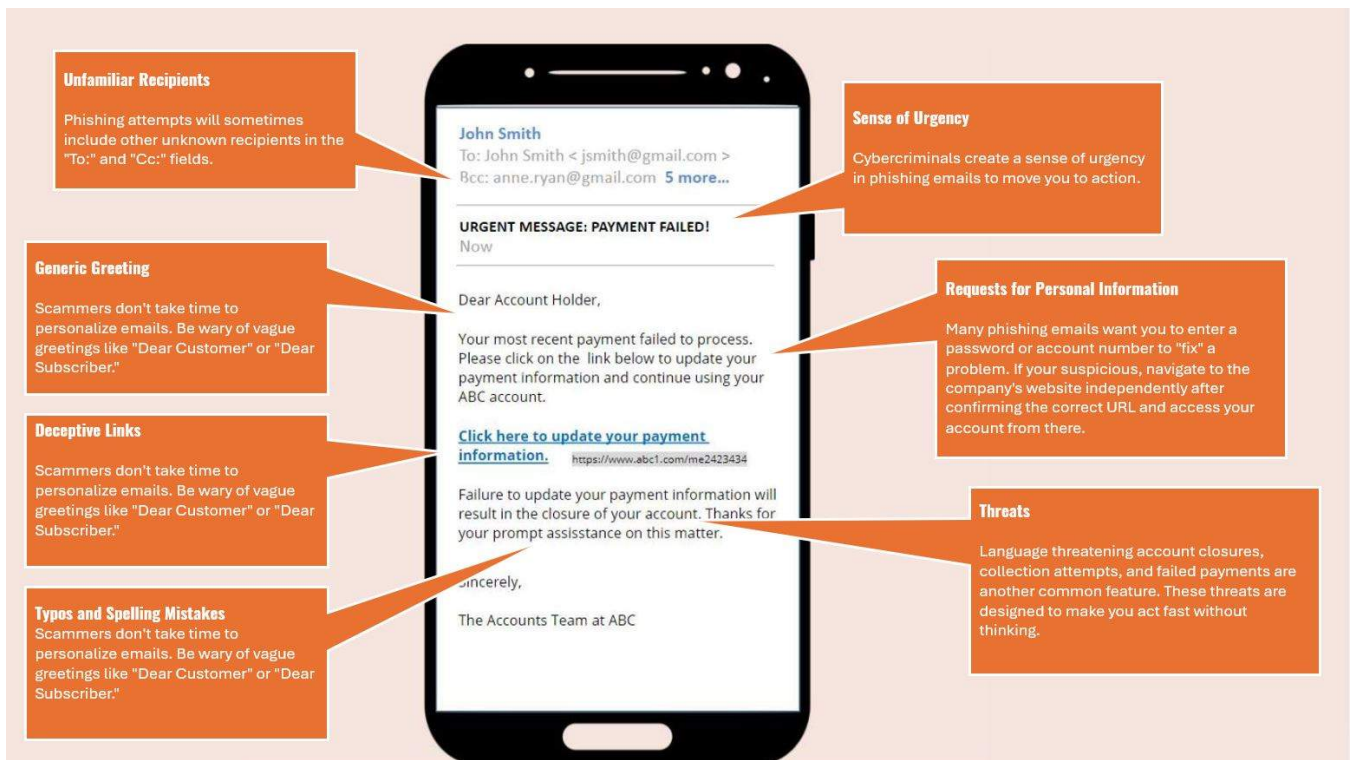 Unfamiliar Recipients
Phishing attempts will sometimes
include other unknown recipients in the
"To:" and "Cc:" fields.
Generic Greeting
Scammers don't take time to
personalize emails. Be wary of vague
greetings like "Dear Customer" or "Dear
Subscriber."
Deceptive Links
Scammers don't take time to
personalize emails. Be wary of vague
greetings like "Dear Customer" or "Dear
Subscriber."
Typos and Spelling Mistakes
Scammers don't take time to
personalize emails. Be wary of vague
greetings like "Dear Customer" or "Dear
Subscriber."
John Smith
To: John Smith < jsmith@gmail.com >
Bcc: anne.ryan@gmail.com 5 more...
URGENT MESSAGE: PAYMENT FAILED!
Now
Dear Account Holder,
Your most recent payment failed to process.
Please click on the link below to update your
payment information and continue using your
ABC account.
Click here to update your payment
information. https://www.abc1.com/me2423434
Failure to update your payment information will
result in the closure of your account. Thanks for
your prompt assisstance on this matter.
Sincerely,
The Accounts Team at ABC
Sense of Urgency
Cybercriminals create a sense of urgency
in phishing emails to move you to action.
Requests for Personal Information
Many phishing emails want you to enter a
password or account number to "fix" a
problem. If your suspicious, navigate to the
company's website independently after
confirming the correct URL and access your
account from there.
Threats
Language threatening account closures,
collection attempts, and failed payments are
another common feature. These threats are
designed to make you act fast without
thinking.